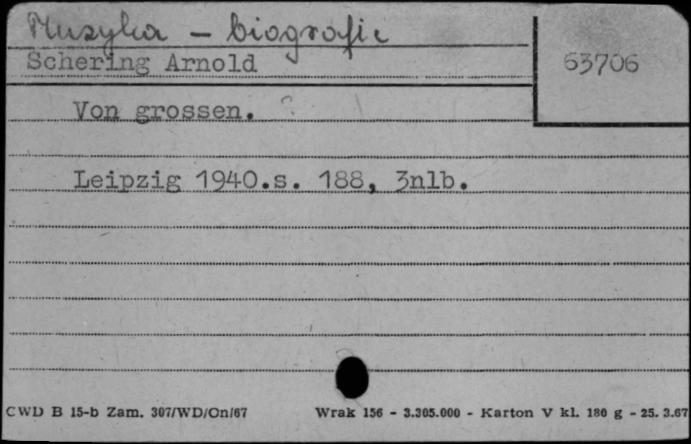 Muzyka - biografie
Schering Arnold
63706
Von grossen. ?
Leipzig 1940.s. 188, 3nlb.
CWD B 15-b Zam. 307/WD/On/67 Wrak 156 - 3.305.000 - Karton V kl. 180 g - 25. 3.67